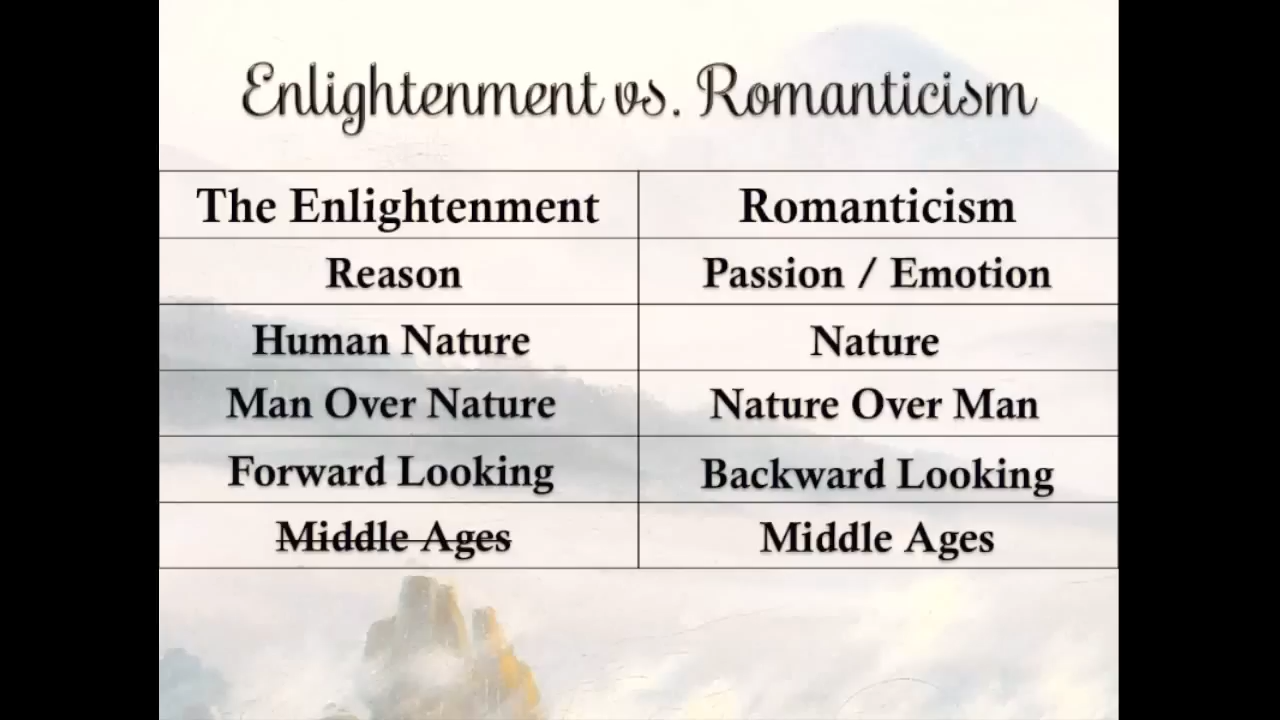 Enlightenment vs. Romanticism
The Enlightenment Romanticism
Reason Passion / Emotion
Human Nature Nature
Man Over Nature Nature Over Man
Forward Looking Backward Looking
Middle Ages Middle Ages